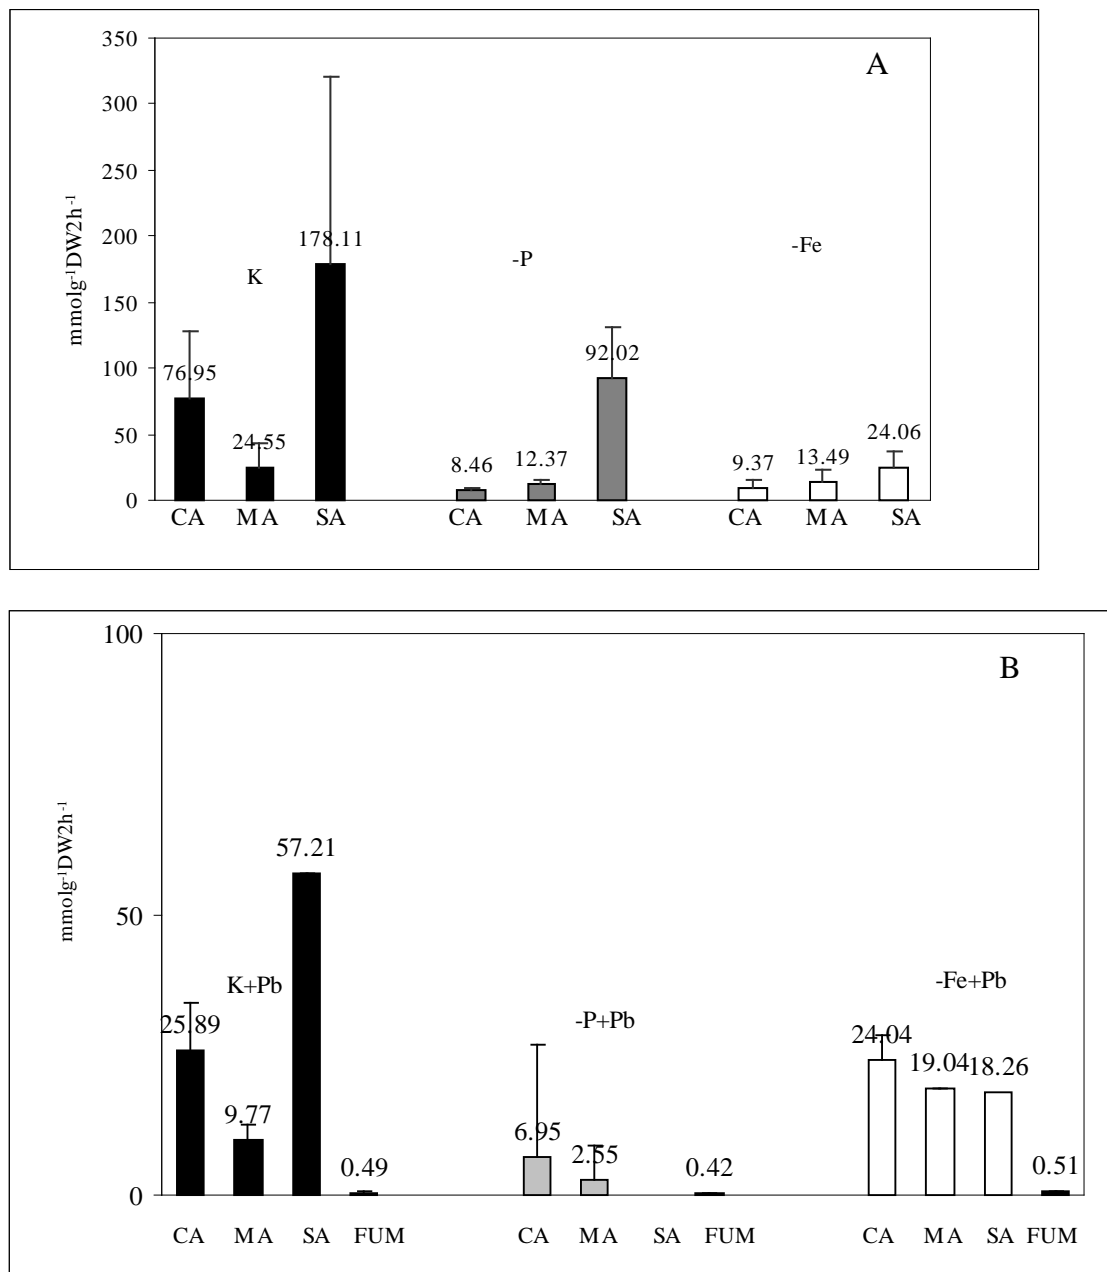 350
A
300
250
200
150
100
50
0
mmolg-1DW2h-1
K
-P
-Fe
76.95
24.55
178.11
8.46
12.37
92.02
9.37
13.49
24.06
CA MA SA CA MA SA CA MA SA
100
B
50
0
mmolg-1DW2h-1
K+Pb
-P+Pb
-Fe+Pb
25.89
9.77
57.21
0.49
6.95
2.55
0.42
24.04
19.04
18.26
0.51
CA MA SA FUM CA MA SA FUM CA MA SA FUM